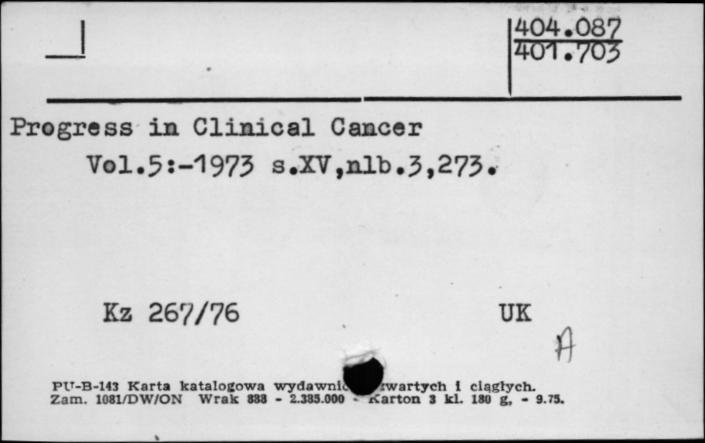 404.087
401.703
Progress in Clinical Cancer
Vol.5:-1973 s.XV,nlb.3,273.
Kz 267/76 UK
A
PU-B-143 Karta katalogowa wydawnic wartych i ciągłych.
Zam. 1081/DW/ON Wrak 888 - 2.385.000 - Karton 3 kl. 180 g, - 9.75.